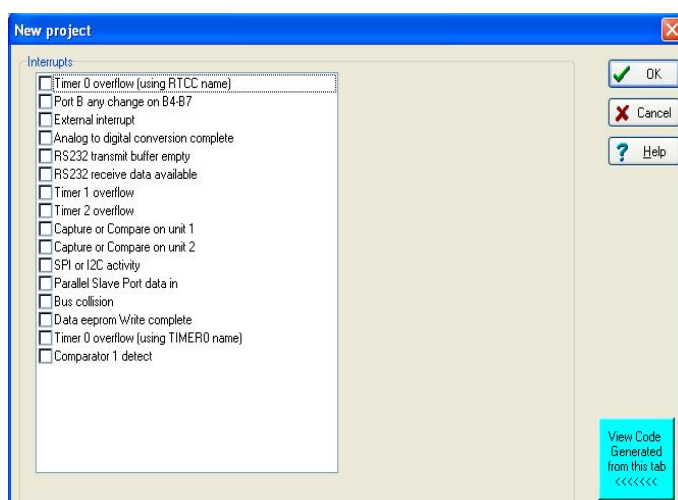 New project
Interrupts
Timer 0 overflow (using RTCC name)
Port B any change on B4-B7
External interrupt
Analog to digital conversion complete
RS232 transmit buffer empty
RS232 receive data available
Timer 1 overflow
Timer 2 overflow
Capture or Compare on unit 1
Capture or Compare on unit 2
SPI or I2C activity
Parallel Slave Port data in
Bus collision
Data eeprom Write complete
Timer 0 overflow (using TIMER0 name)
Comparator 1 detect
OK
Cancel
Help
View Code
Generated
from this tab
<<<<<<<